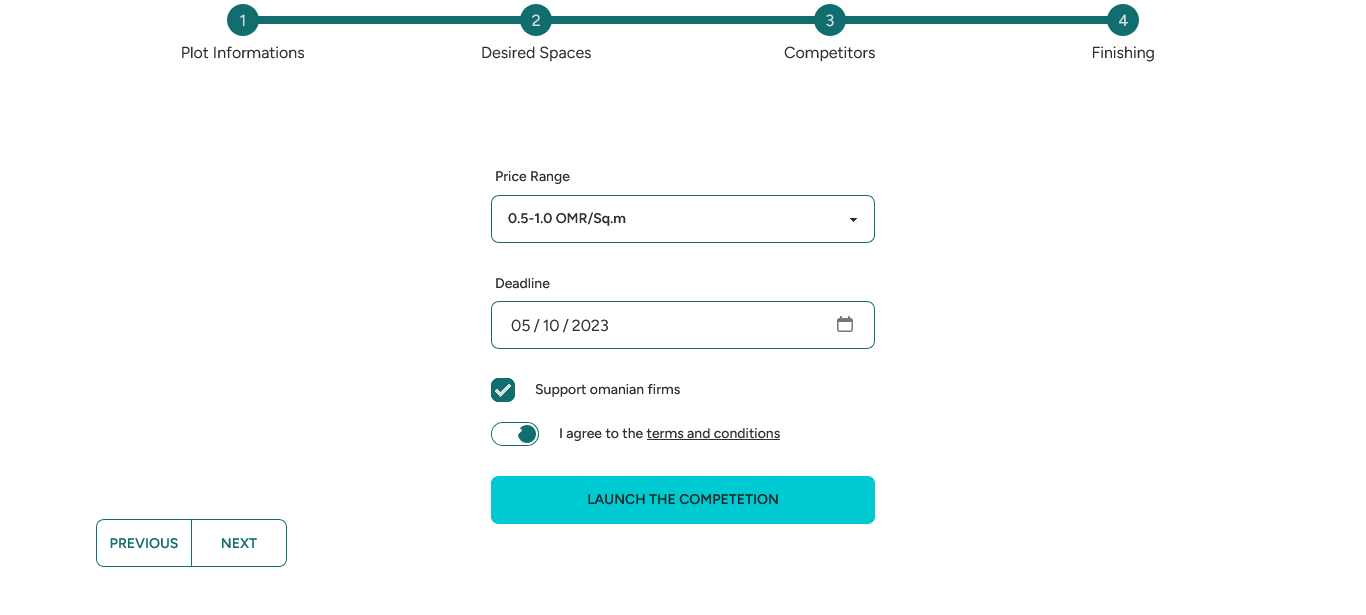 1 2 3 4
Plot Informations Desired Spaces Competitors Finishing
Price Range
0.5-1.0 OMR/Sq.m
Deadline
05 / 10 / 2023
Support omanian firms
I agree to the terms and conditions
LAUNCH THE COMPETETION
PREVIOUS NEXT